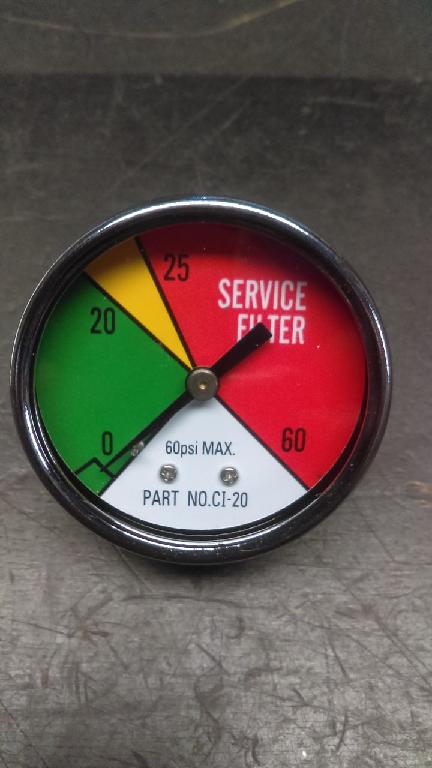 25
SERVICE
FILTER
20
0
60
60psi MAX.
PART NO.CI-20